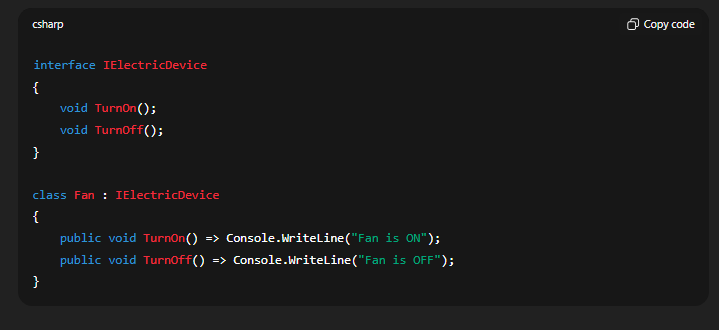 csharp
Copy code
interface IElectricDevice
{
    void TurnOn();
    void TurnOff();
}
class Fan : IElectricDevice
{
    public void TurnOn() => Console.WriteLine("Fan is ON");
    public void TurnOff() => Console.WriteLine("Fan is OFF");
}